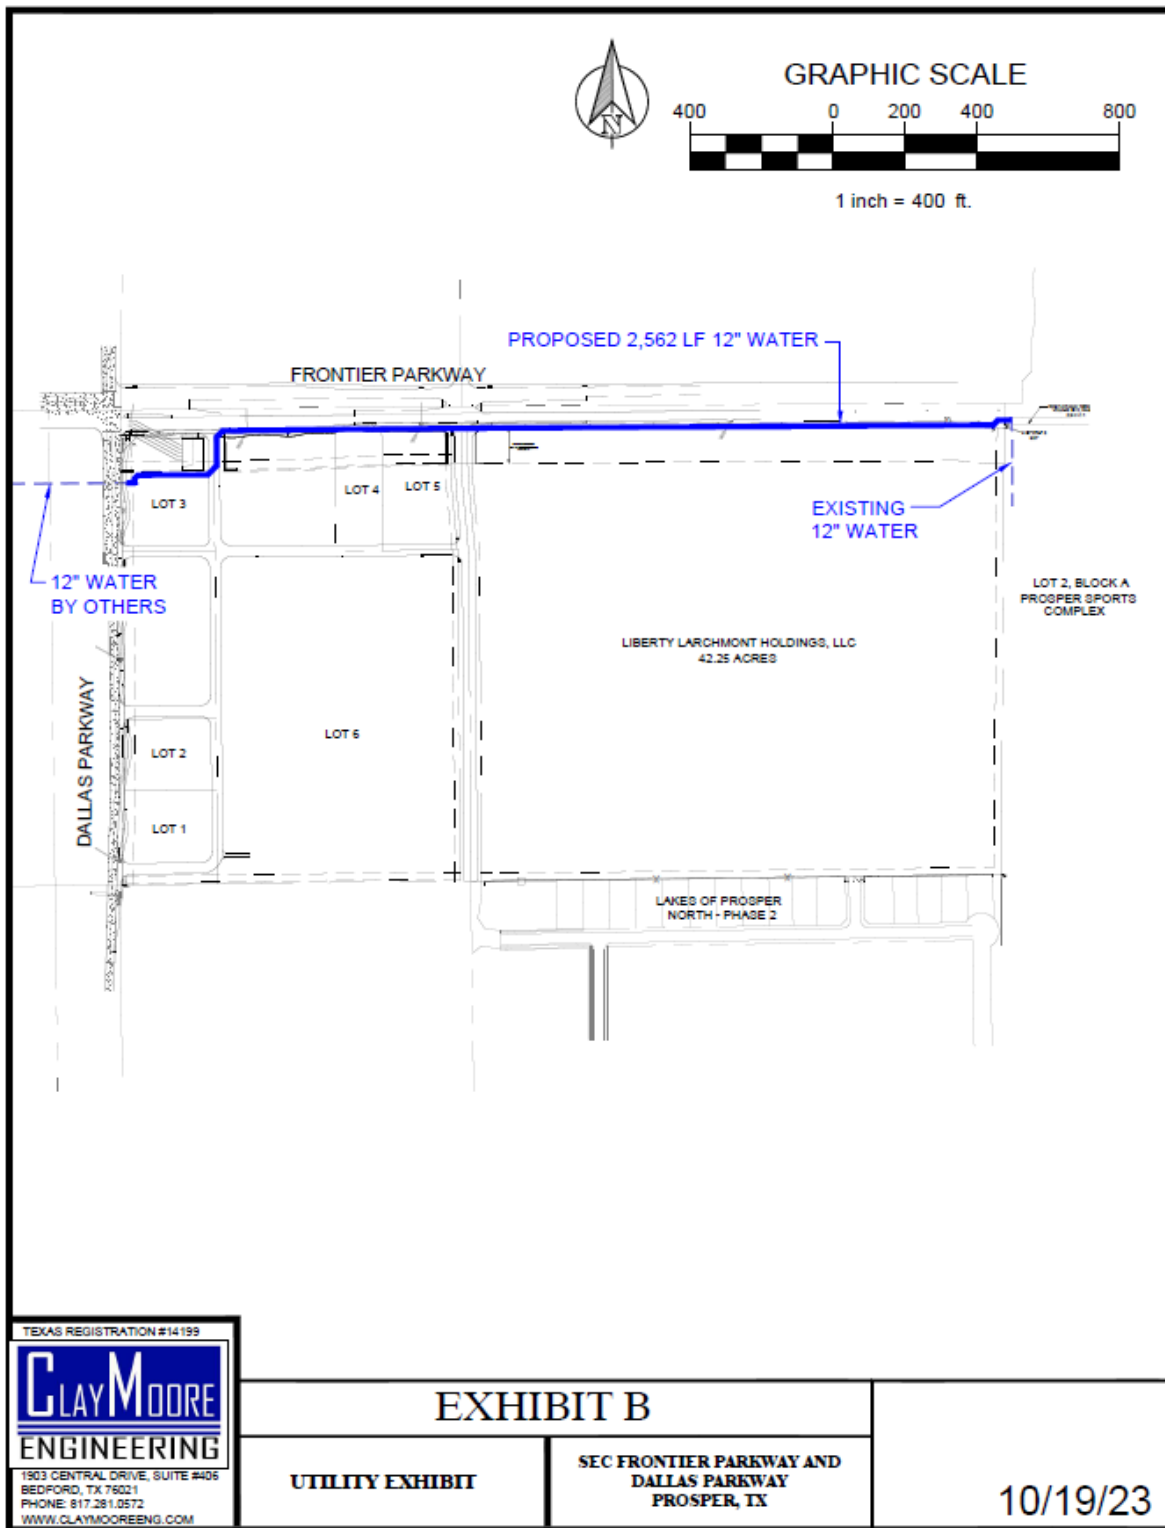 GRAPHIC SCALE
400 0 200 400 800
1 inch = 400 ft.
N
PROPOSED 2,562 LF 12" WATER
FRONTIER PARKWAY
LOT 3
LOT 4
LOT 5
EXISTING
12" WATER
12" WATER
BY OTHERS
LOT 2, BLOCK A
PROSPER SPORTS
COMPLEX
LIBERTY LARCHMONT HOLDINGS, LLC
42.25 ACRES
DALLAS PARKWAY
LOT 6
LOT 2
LOT 1
LAKES OF PROSPER
NORTH - PHASE 2
TEXAS REGISTRATION #14199
CLAYMOORE
ENGINEERING
1903 CENTRAL DRIVE, SUITE #406
BEDFORD, TX 76021
PHONE: 817.281.0572
WWW.CLAYMOOREENG.COM
EXHIBIT B
UTILITY EXHIBIT
SEC FRONTIER PARKWAY AND
DALLAS PARKWAY
PROSPER, TX
10/19/23